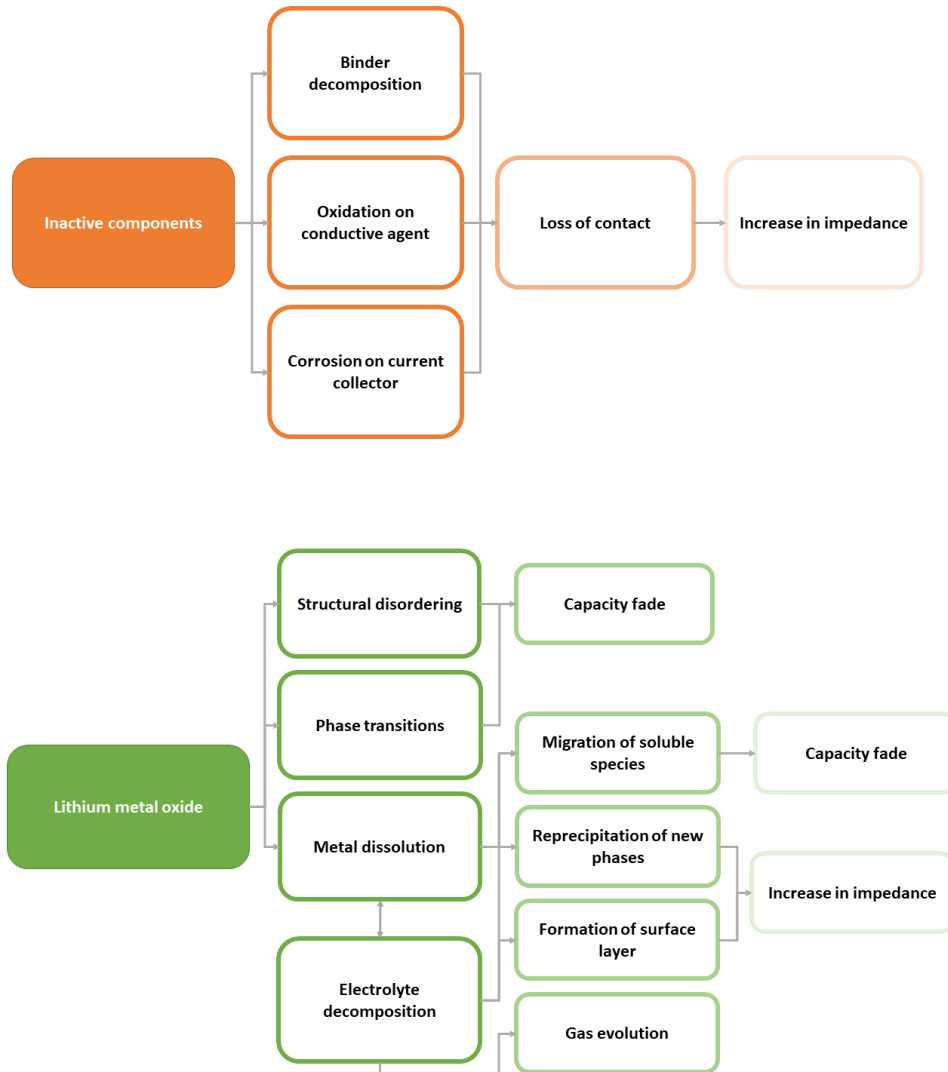 Binder
decomposition
Inactive components
Oxidation on
conductive agent
Loss of contact
Increase in impedance
Corrosion on current
collector
Structural disordering
Capacity fade
Phase transitions
Migration of soluble
species
Capacity fade
Lithium metal oxide
Metal dissolution
Reprecipitation of new
phases
Increase in impedance
Formation of surface
layer
Electrolyte
decomposition
Gas evolution